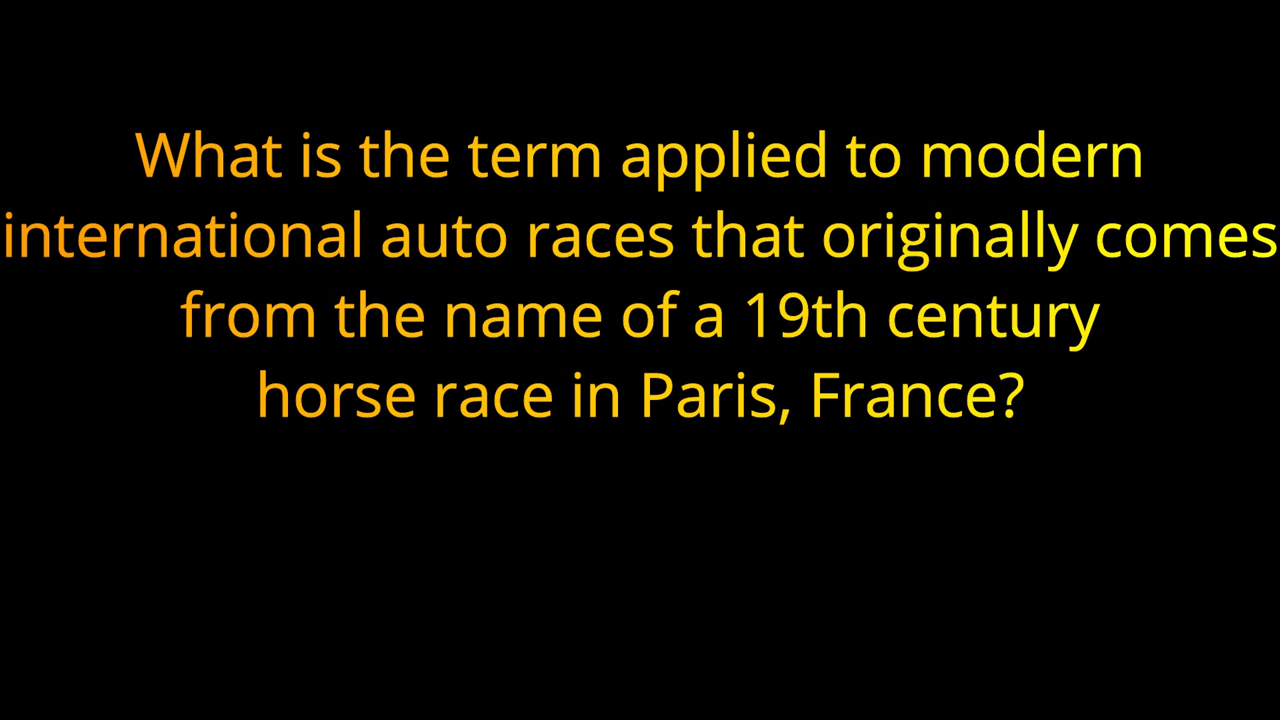 What is the term applied to modern
international auto races that originally comes
from the name of a 19th century
horse race in Paris, France?